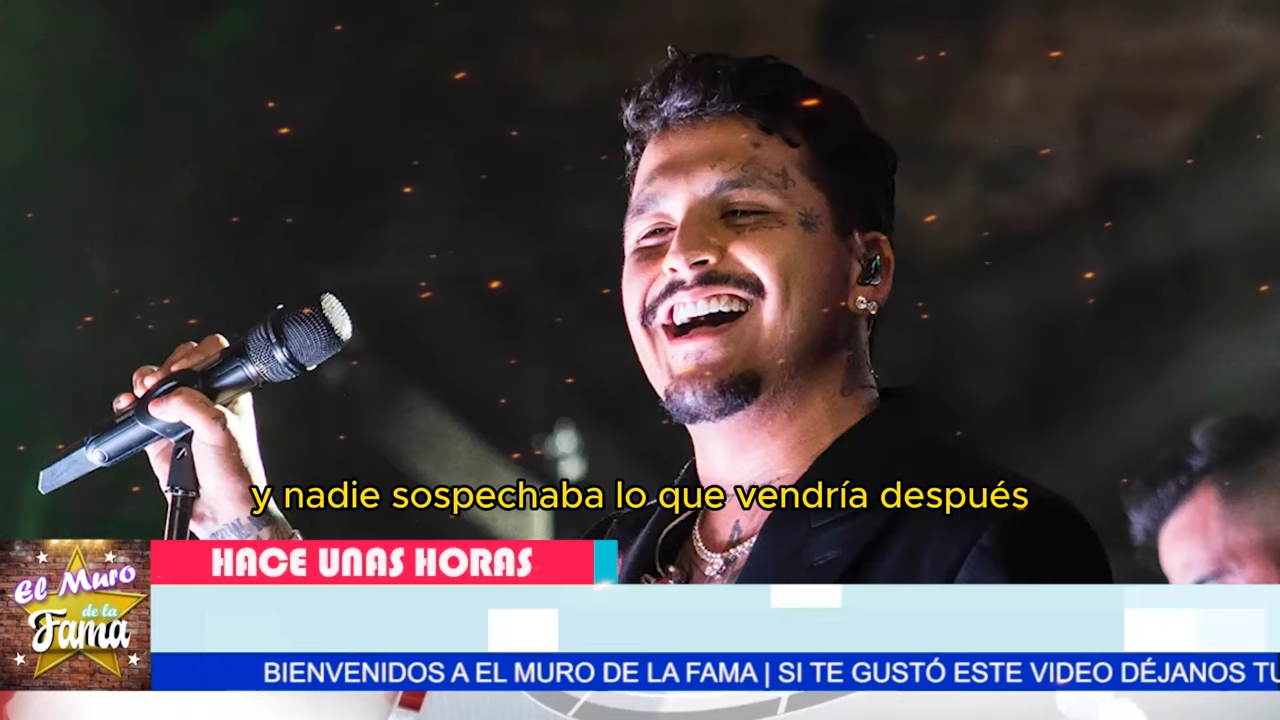 y nadie sospechaba lo que vendría después
HACE UNAS HORAS
El Muro
de la
Fama
BIENVENIDOS A EL MURO DE LA FAMA | SI TE GUSTÓ ESTE VIDEO DÉJANOS TU